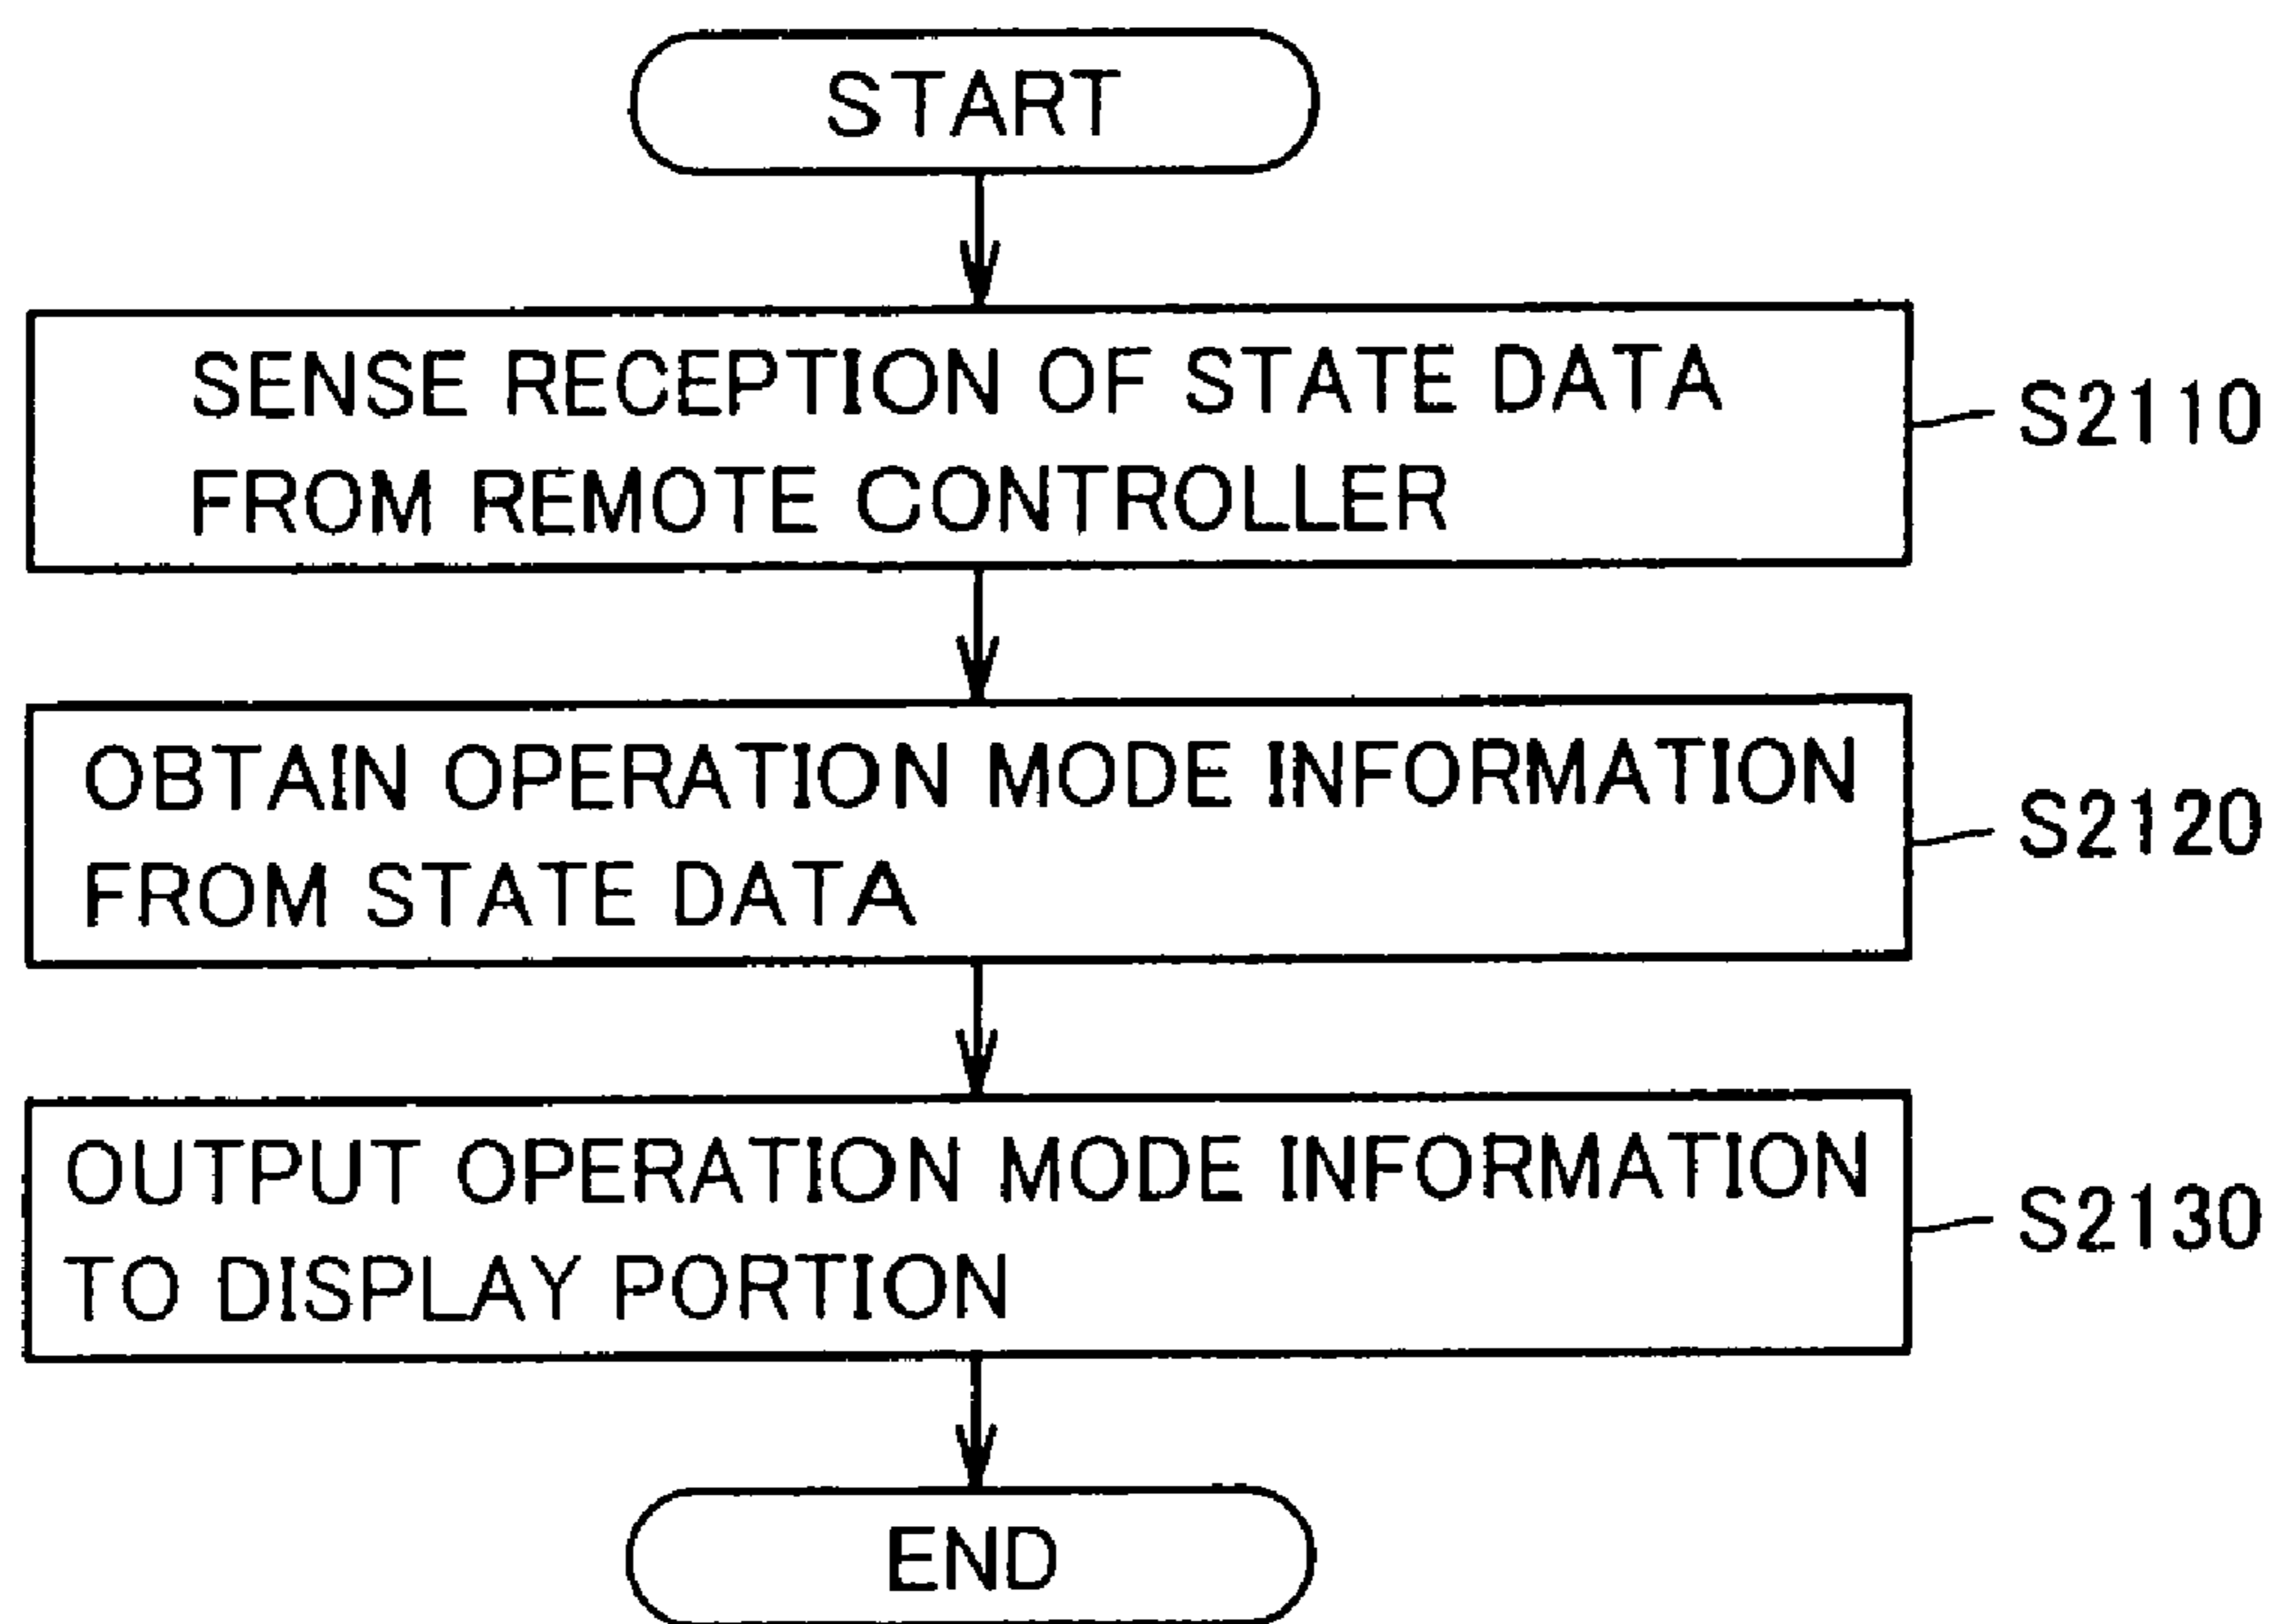 START
SENSE RECEPTION OF STATE DATA
FROM REMOTE CONTROLLER
S2110
OBTAIN OPERATION MODE INFORMATION
FROM STATE DATA
S2120
OUTPUT OPERATION MODE INFORMATION
TO DISPLAY PORTION
S2130
END